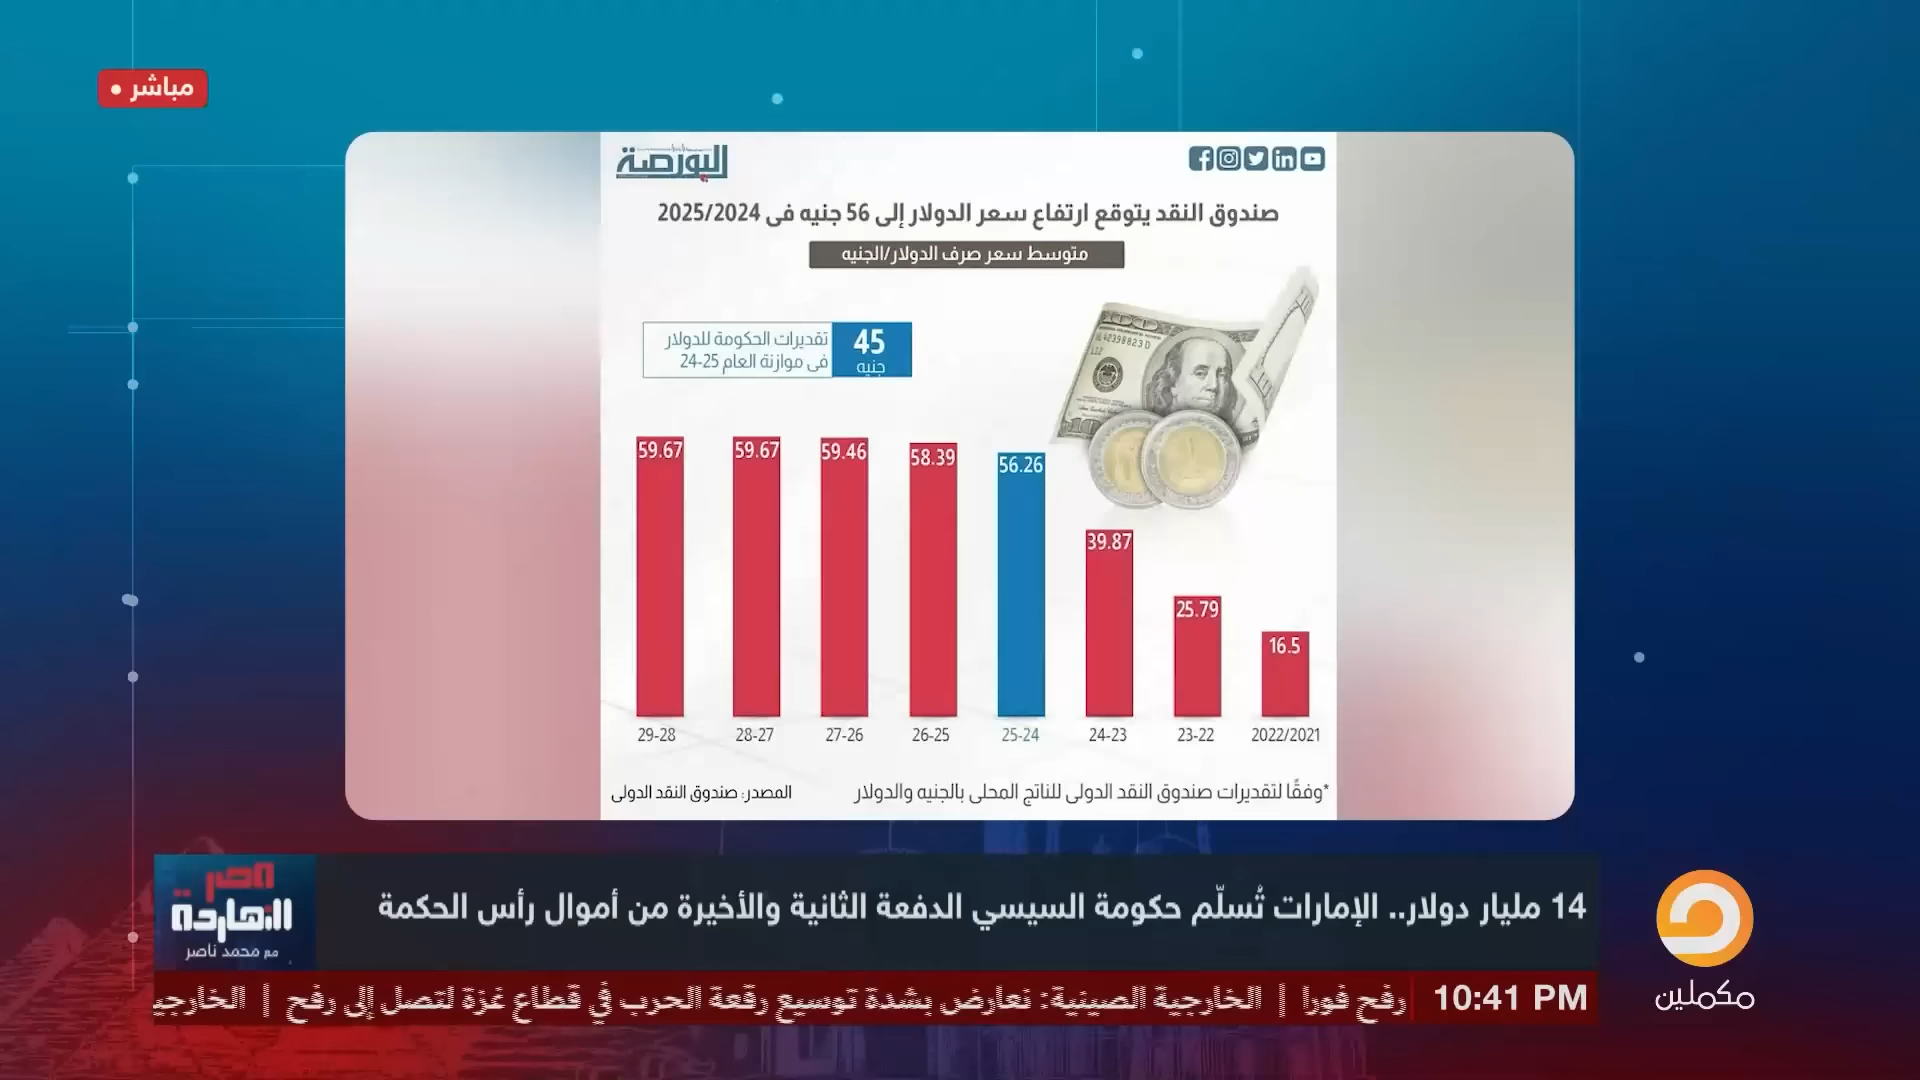 مباشر
البورصة
صندوق النقد يتوقع ارتفاع سعر الدولار إلى 56 جنيه فى 2025/2024
متوسط سعر صرف الدولار/الجنيه
45 جنيه
تقديرات الحكومة للدولار
فى موازنة العام 25-24
59.67 59.67 59.46 58.39 56.26 39.87 25.79 16.5
29-28 28-27 27-26 26-25 25-24 24-23 23-22 2022/2021
*وفقًا لتقديرات صندوق النقد الدولى للناتج المحلى بالجنيه والدولار
المصدر: صندوق النقد الدولى
14 مليار دولار.. الإمارات تُسلّم حكومة السيسي الدفعة الثانية والأخيرة من أموال رأس الحكمة
مصر
النهاردة
مع محمد ناصر
10:41 PM
رفح فورا | الخارجية الصينية: نعارض بشدة توسيع رقعة الحرب في قطاع غزة لتصل إلى رفح |
مكملين